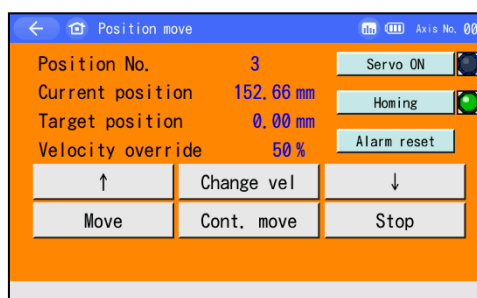 Position move Axis No. 00
Position No. 3 Servo ON
Current position 152.66 mm Homing
Target position 0.00 mm
Velocity override 50 % Alarm reset
↑ Change vel ↓
Move Cont. move Stop